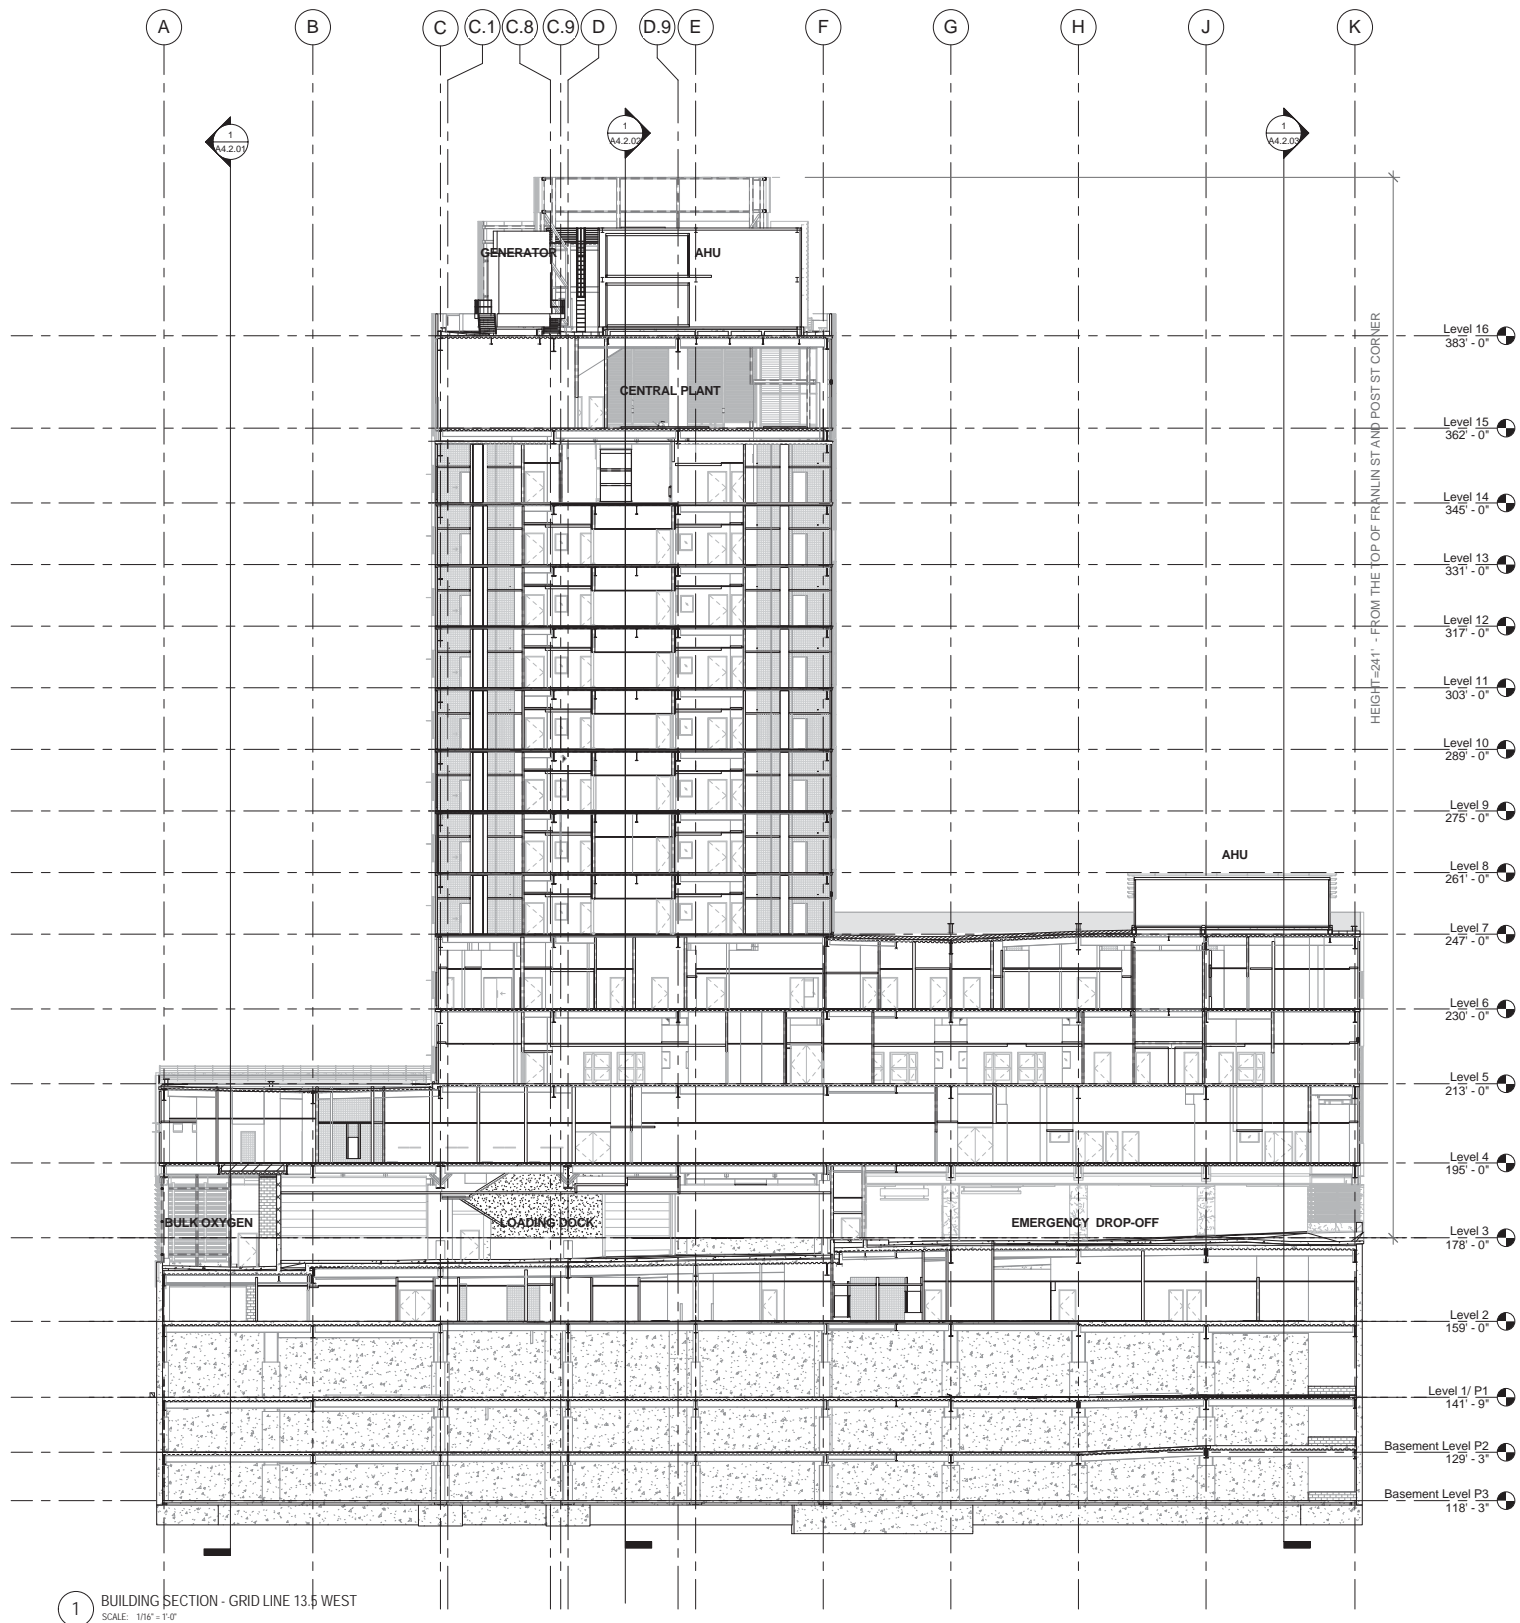 A B C C.1 C.8 C.9 D D.9 E F G H J K
1
A4.2.01
1
A4.2.02
1
A4.2.03
GENERATOR
AHU
HEIGHT=241' - FROM THE TOP OF FRANLIN ST AND POST ST CORNER
Level 16
383' - 0"
CENTRAL PLANT
Level 15
362' - 0"
Level 14
345' - 0"
Level 13
331' - 0"
Level 12
317' - 0"
Level 11
303' - 0"
Level 10
289' - 0"
Level 9
275' - 0"
AHU
Level 8
261' - 0"
Level 7
247' - 0"
Level 6
230' - 0"
Level 5
213' - 0"
Level 4
195' - 0"
BULK OXYGEN
LOADING DOCK
EMERGENCY DROP-OFF
Level 3
178' - 0"
Level 2
159' - 0"
Level 1/ P1
141' - 9"
Basement Level P2
129' - 3"
Basement Level P3
118' - 3"
1
BUILDING SECTION - GRID LINE 13.5 WEST
SCALE: 1/16" = 1'-0"